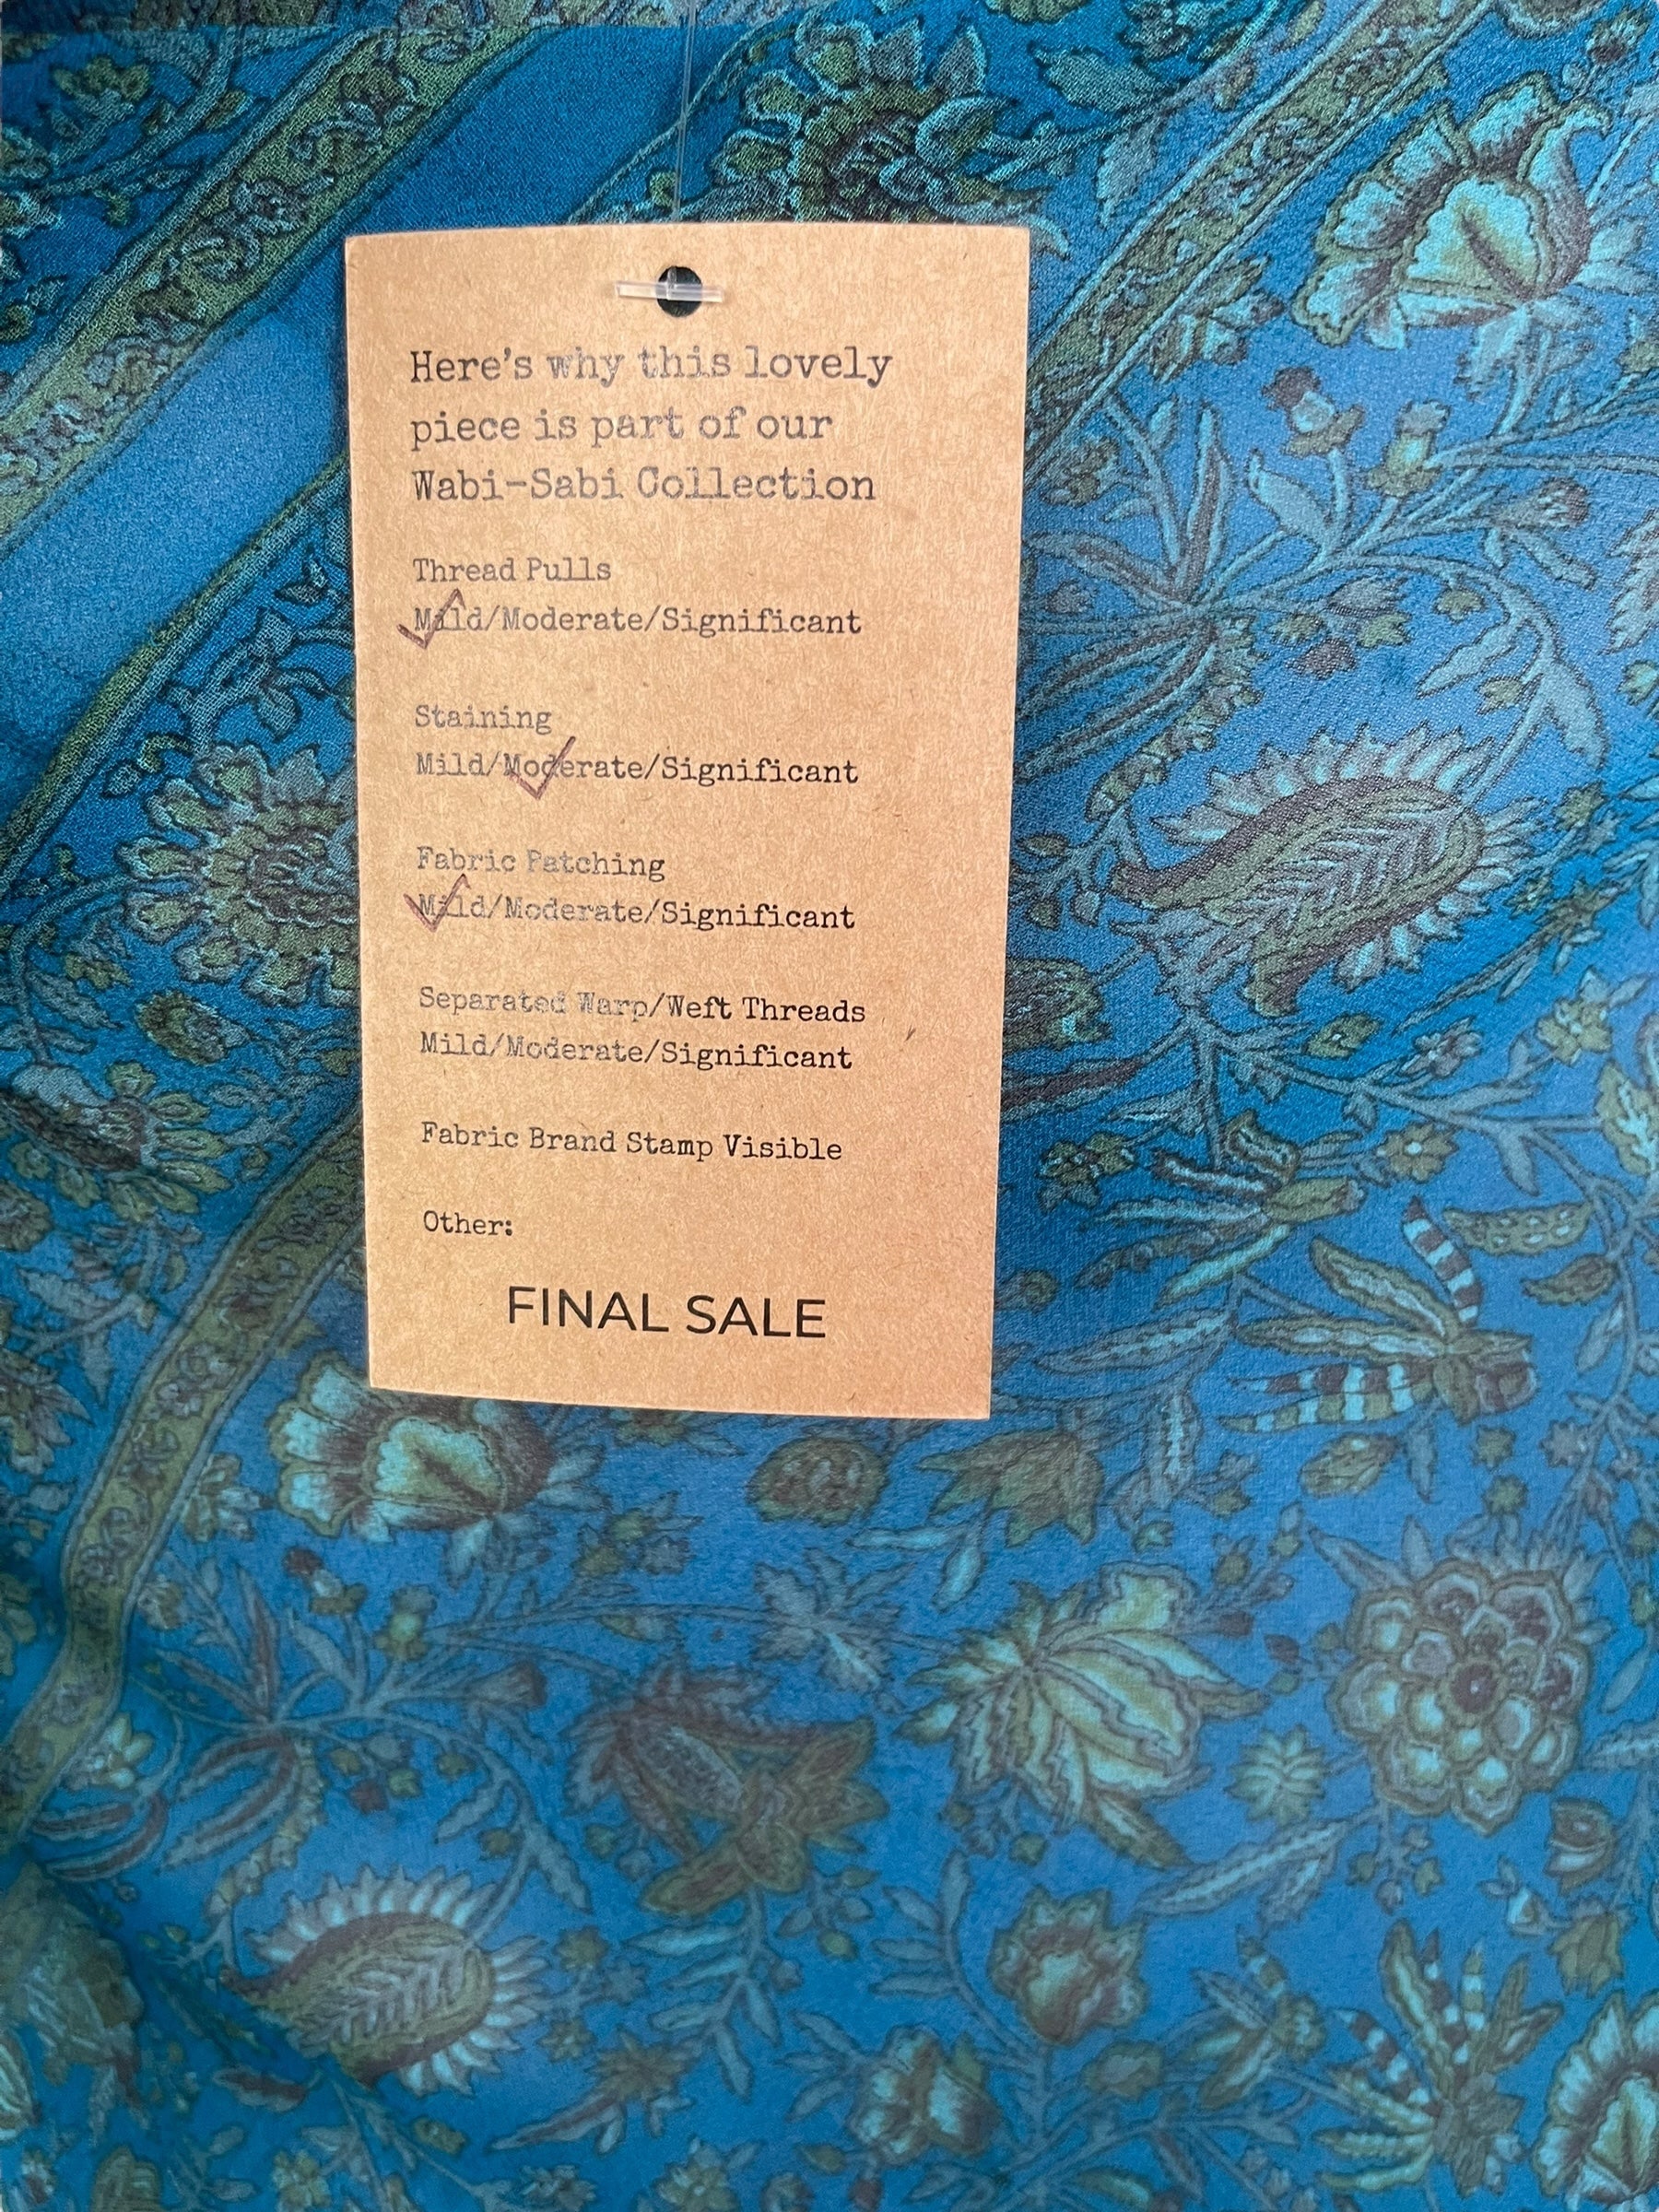 Here's why this lovely
piece is part of our
Wabi-Sabi Collection
Thread Pulls
Mild/Moderate/Significant
Staining
Mild/Moderate/Significant
Fabric Patching
Mild/Moderate/Significant
Separated Warp/Weft Threads
Mild/Moderate/Significant
Fabric Brand Stamp Visible
Other:
FINAL SALE